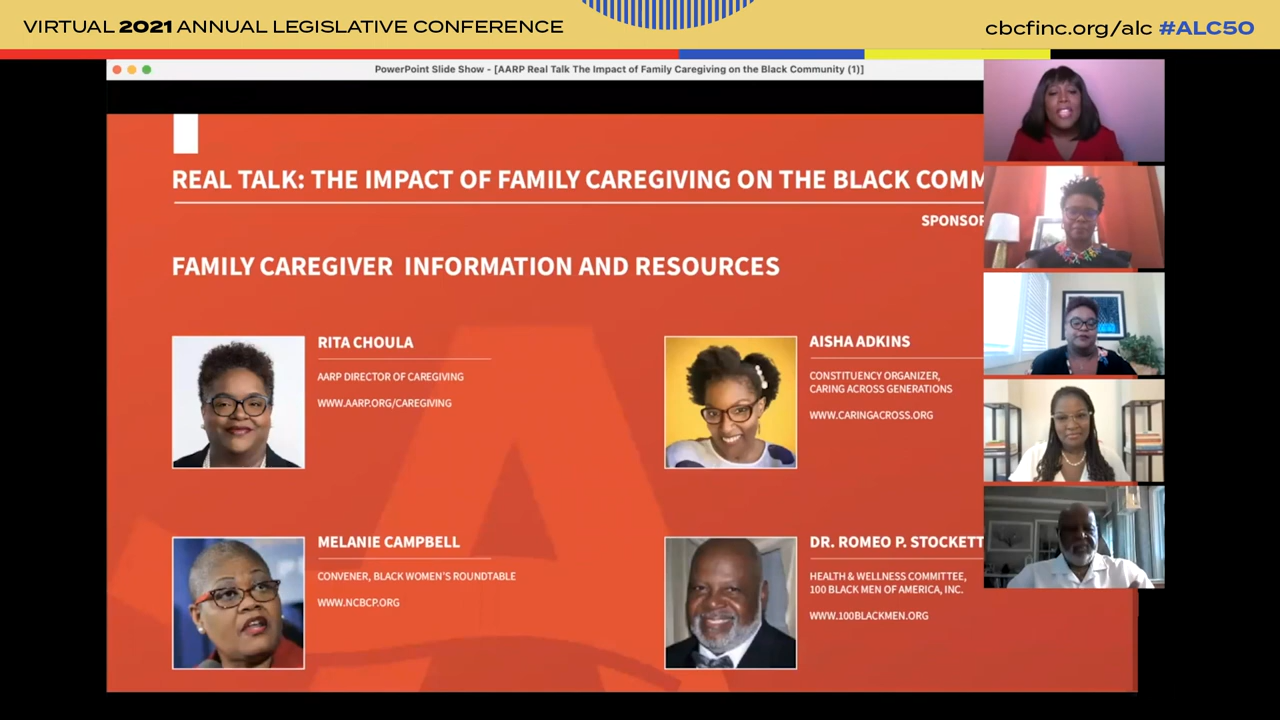 VIRTUAL 2021 ANNUAL LEGISLATIVE CONFERENCE
cbcfinc.org/alc #ALC50
PowerPoint Slide Show - [AARP Real Talk The Impact of Family Caregiving on the Black Community (1)]
REAL TALK: THE IMPACT OF FAMILY CAREGIVING ON THE BLACK COMM
SPONSOR
FAMILY CAREGIVER INFORMATION AND RESOURCES
RITA CHOULA
AARP DIRECTOR OF CAREGIVING
WWW.AARP.ORG/CAREGIVING
AISHA ADKINS
CONSTITUENCY ORGANIZER,
CARING ACROSS GENERATIONS
WWW.CARINGACROSS.ORG
MELANIE CAMPBELL
CONVENER, BLACK WOMEN'S ROUNDTABLE
WWW.NCBCP.ORG
DR. ROMEO P. STOCKETT
HEALTH & WELLNESS COMMITTEE,
100 BLACK MEN OF AMERICA, INC.
WWW.100BLACKMEN.ORG